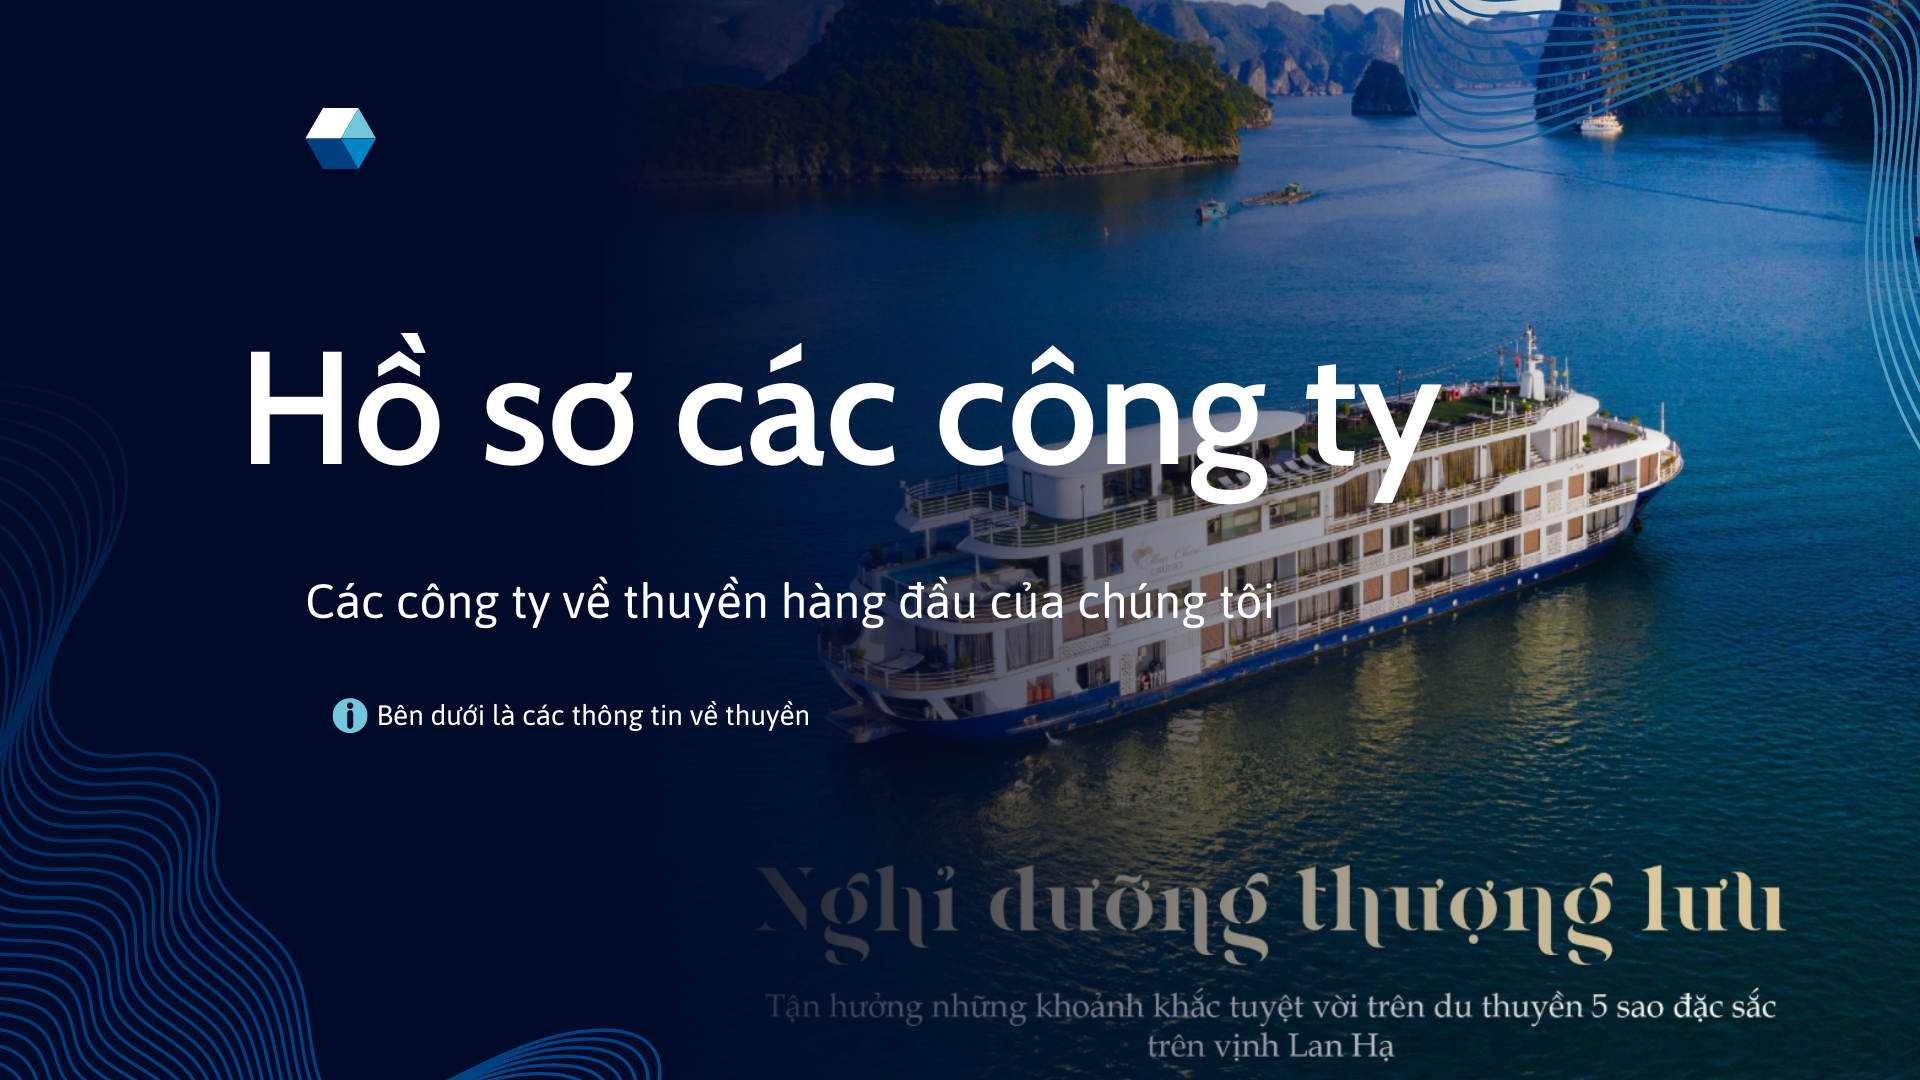 Hồ sơ các công ty
Các công ty về thuyền hàng đầu của chúng tôi
Bên dưới là các thông tin về thuyền
CRUISES
Nghỉ dưỡng thượng lưu
Tận hưởng những khoảnh khắc tuyệt vời trên du thuyền 5 sao đặc sắc
trên vịnh Lan Hạ